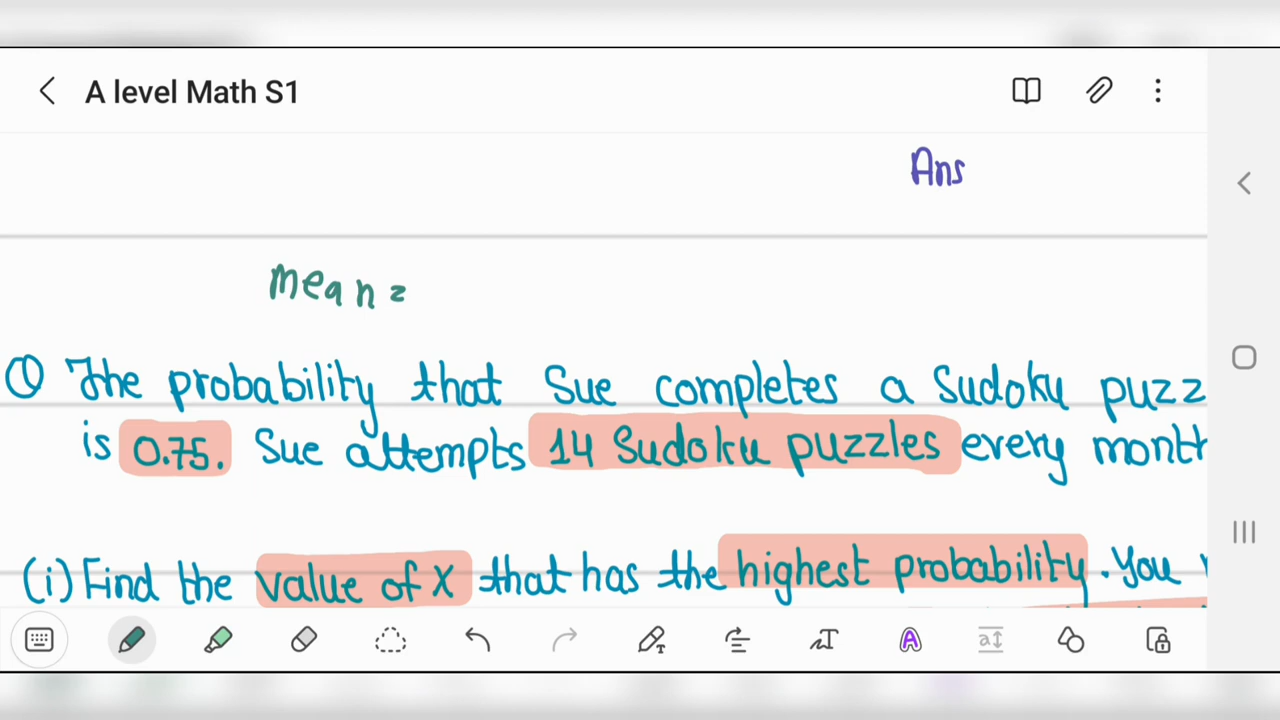 A level Math S1
Ans
mean =
① The probability that Sue completes a Sudoku puzz
is 0.75. Sue attempts 14 Sudoku puzzles every month
(i) Find the value of X that has the highest probability. You